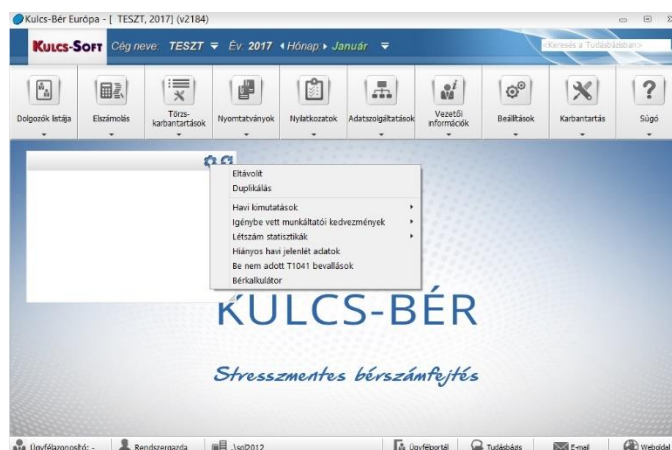 Kulcs-Bér Európa - [ TESZT, 2017] (v2184)
KULCS-SOFT Cég neve: TESZT Év: 2017 Hónap: Január <Keresés a Tudásbázisban>
Dolgozók listája Elszámolás Törzs-karbantartások Nyomtatványok Nyilatkozatok Adatszolgáltatások Vezetői információk Beállítások Karbantartás Súgó
Eltávolít
Duplikálás
Havi kimutatások
Igénybe vett munkáltatói kedvezmények
Létszám statisztikák
Hiányos havi jelenlét adatok
Be nem adott T1041 bevallások
Bérkalkulátor
KULCS-BÉR
Stresszmentes bérszámfejtés
Ügyfélazonosító: - Rendszergazda .\sql2012 Ügyfélportál Tudásbázis E-mail Weboldal